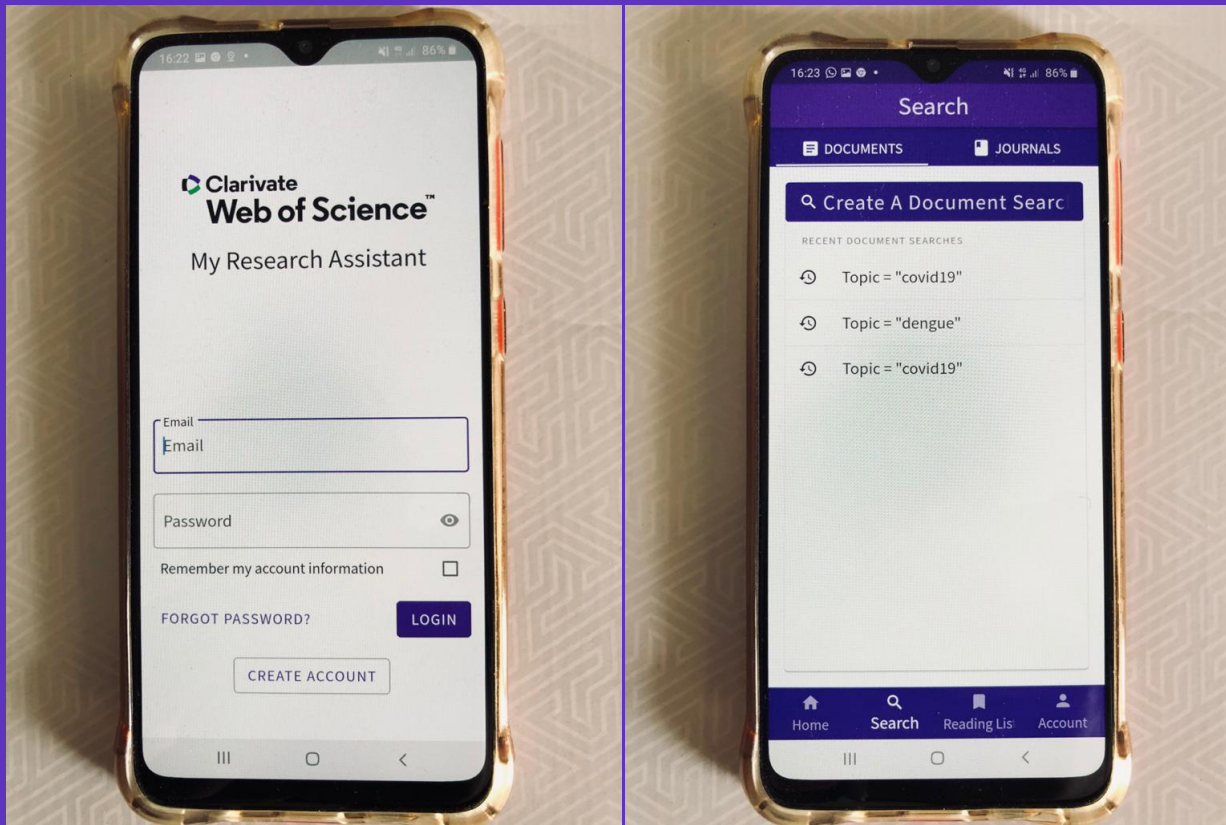 16:22
86%
Clarivate
Web of Science™
My Research Assistant
Email
Email
Password
Remember my account information
FORGOT PASSWORD?
LOGIN
CREATE ACCOUNT
16:23
86%
Search
DOCUMENTS
JOURNALS
Create A Document Searc
RECENT DOCUMENT SEARCHES
Topic = "covid19"
Topic = "dengue"
Topic = "covid19"
Home
Search
Reading Lis
Account